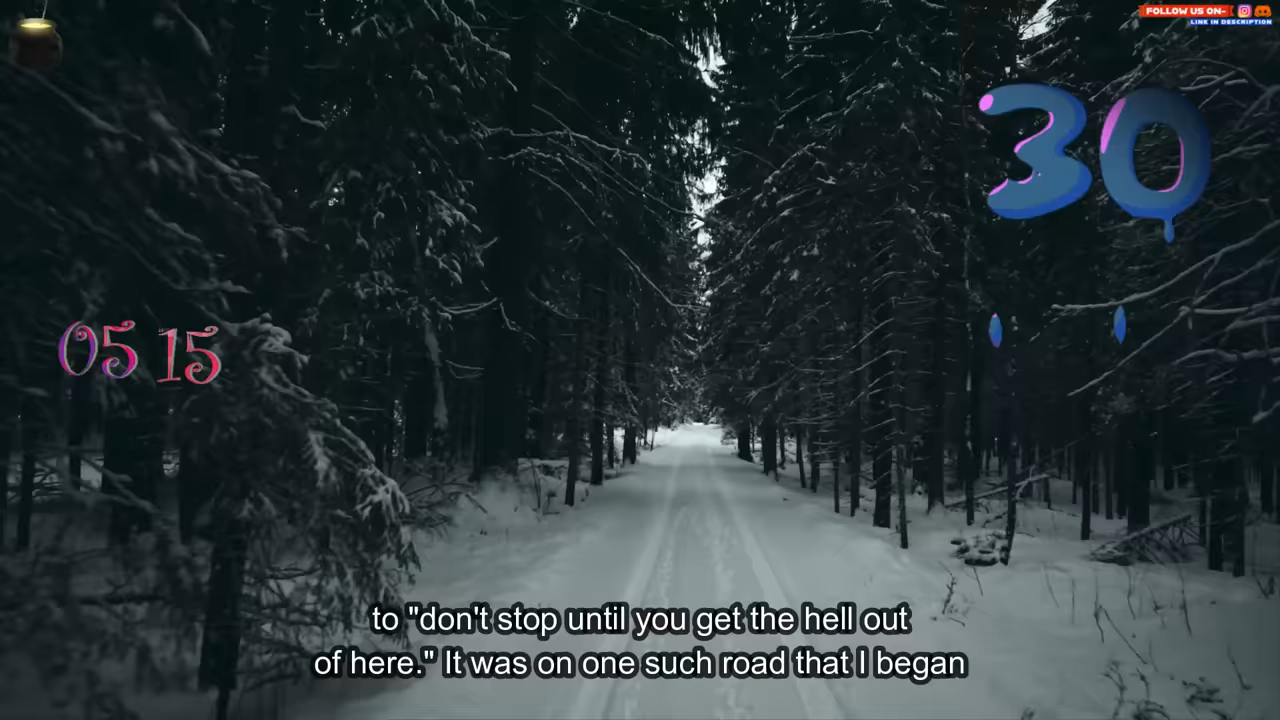 FOLLOW US ON-
LINK IN DESCRIPTION
30
05 15
to "don't stop until you get the hell out
of here." It was on one such road that I began